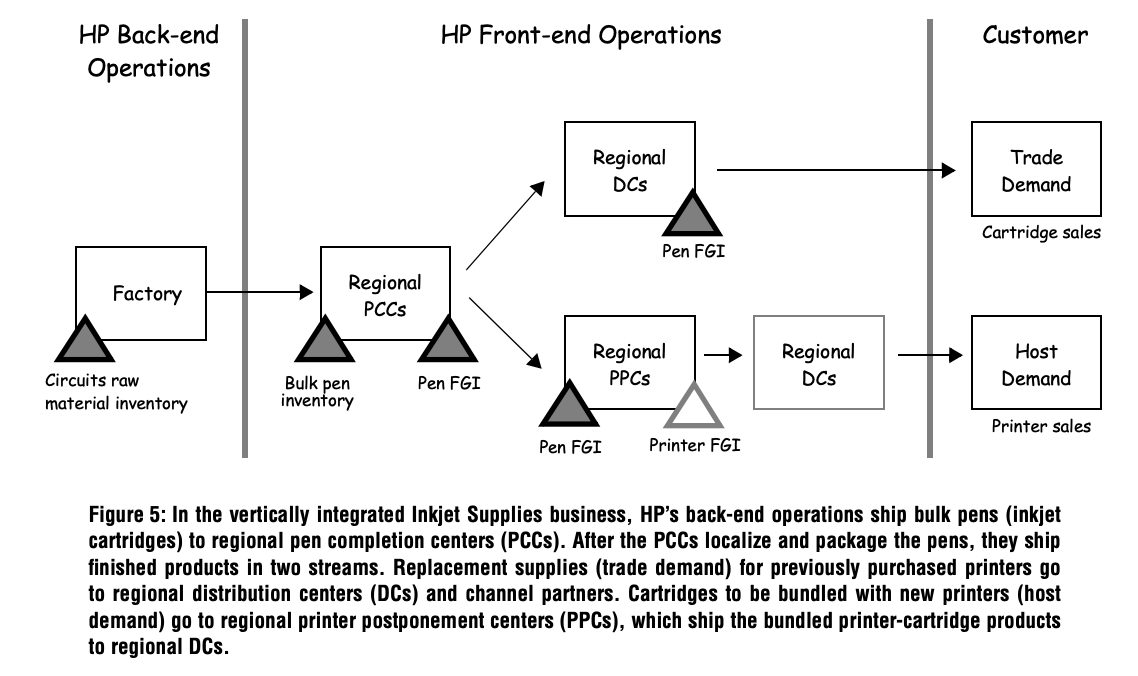 HP Back-end
Operations
HP Front-end Operations
Customer
Regional
DCs
Pen FGI
Trade
Demand
Cartridge sales
Factory
Circuits raw
material inventory
Regional
PCCs
Bulk pen
inventory
Pen FGI
Regional
PPCs
Pen FGI
Printer FGI
Regional
DCs
Host
Demand
Printer sales
Figure 5: In the vertically integrated Inkjet Supplies business, HP's back-end operations ship bulk pens (inkjet
cartridges) to regional pen completion centers (PCCs). After the PCCs localize and package the pens, they ship
finished products in two streams. Replacement supplies (trade demand) for previously purchased printers go
to regional distribution centers (DCs) and channel partners. Cartridges to be bundled with new printers (host
demand) go to regional printer postponement centers (PPCs), which ship the bundled printer-cartridge products
to regional DCs.